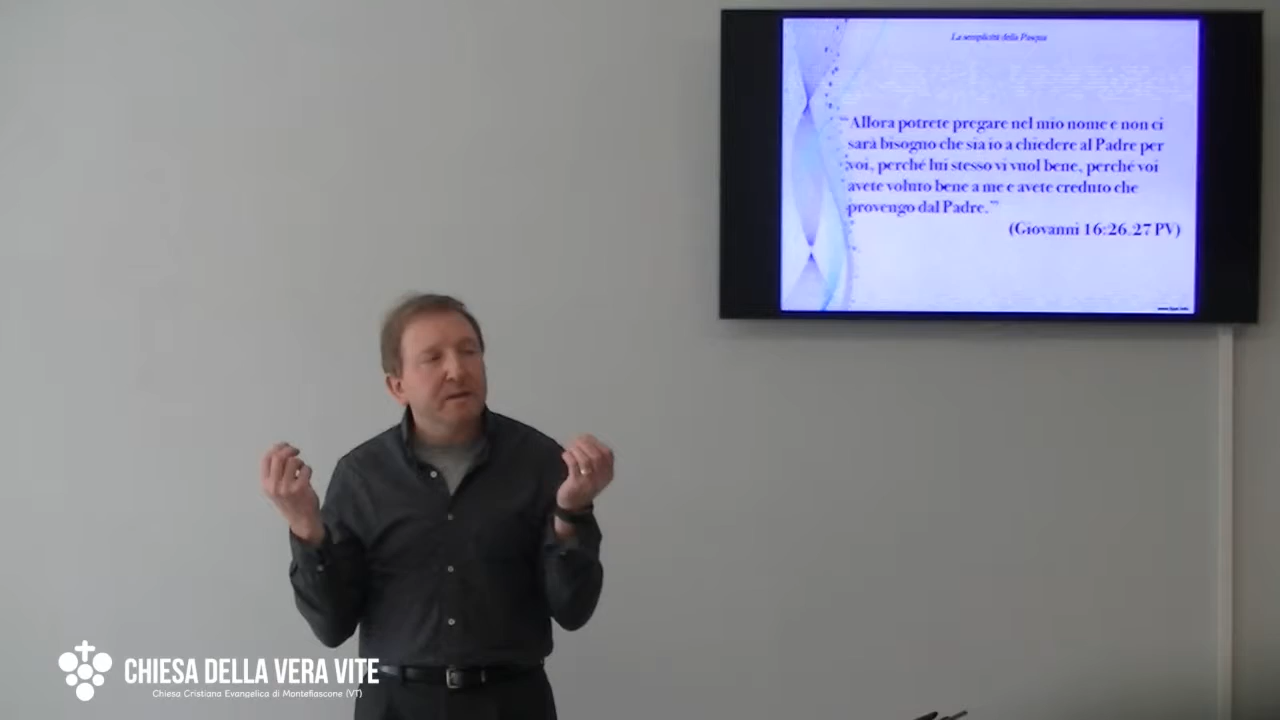 La semplicità della Pasqua
“Allora potrete pregare nel mio nome e non ci
sarà bisogno che sia io a chiedere al Padre per
voi, perché lui stesso vi vuol bene, perché voi
avete voluto bene a me e avete creduto che
provengo dal Padre.”
(Giovanni 16:26.27 PV)
CHIESA DELLA VERA VITE
Chiesa Cristiana Evangelica di Montefiascone (VT)